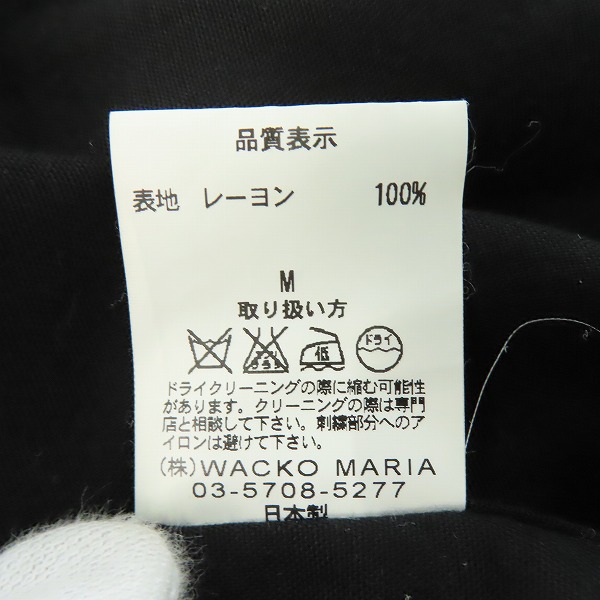 品質表示
表地 レーヨン 100%
M
取り扱い方
低 ドライ
ドライクリーニングの際に縮む可能性
があります。クリーニングの際は専門
店と相談して下さい。刺繍部分へのア
イロンは避けて下さい。
(株)WACKO MARIA
03-5708-5277
日本製